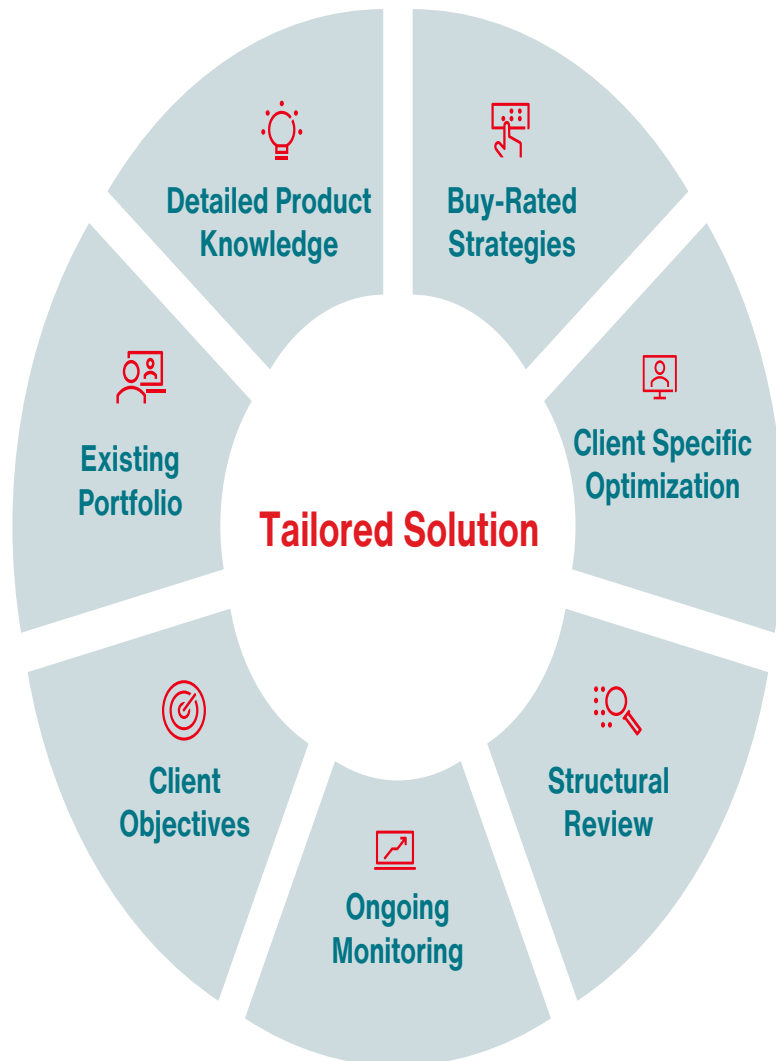 Detailed Product
Knowledge
Buy-Rated
Strategies
Client Specific
Optimization
Existing
Portfolio
Tailored Solution
Client
Objectives
Structural
Review
Ongoing
Monitoring